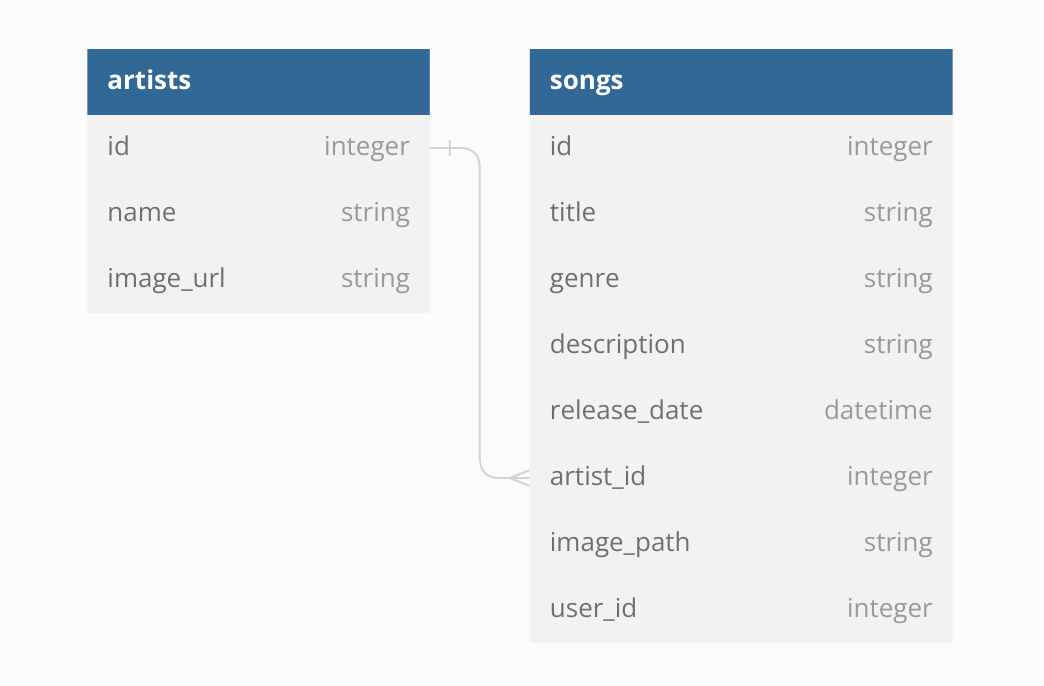 artists
id integer
name string
image_url string
songs
id integer
title string
genre string
description string
release_date datetime
artist_id integer
image_path string
user_id integer